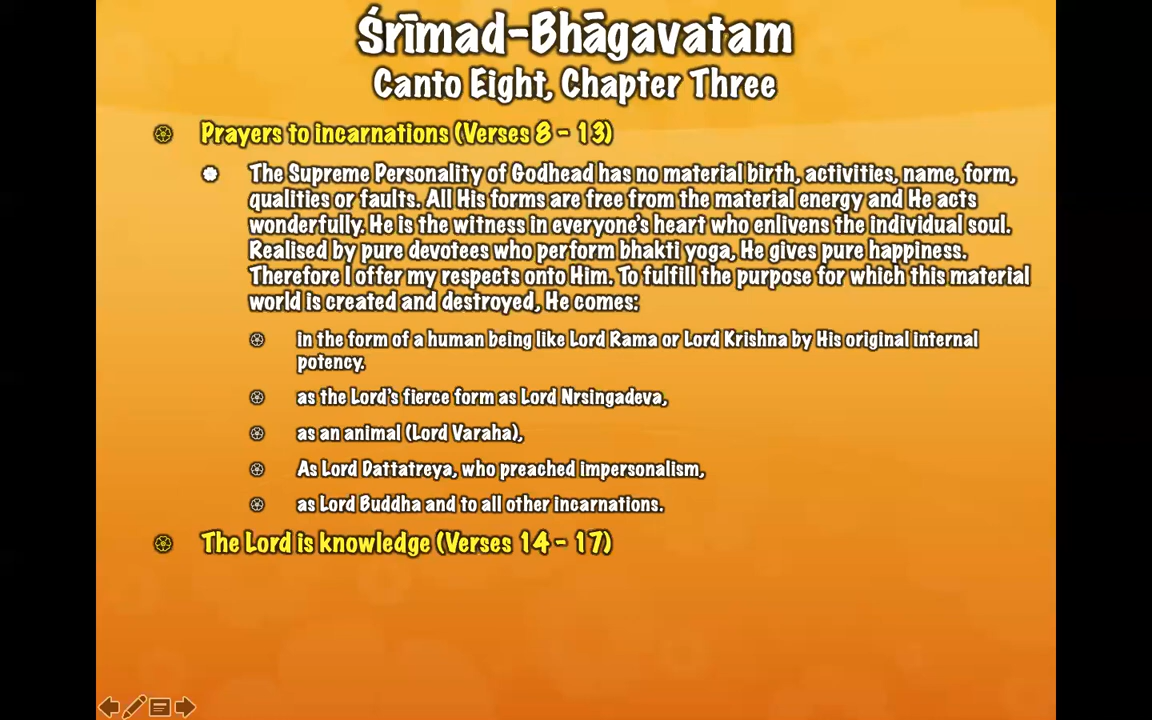 Śrīmad-Bhāgavatam
Canto Eight, Chapter Three
Prayers to incarnations (Verses 8 - 13)
The Supreme Personality of Godhead has no material birth, activities, name, form,
qualities or faults. All His forms are free from the material energy and He acts
wonderfully. He is the witness in everyone's heart who enlivens the individual soul.
Realised by pure devotees who perform bhakti yoga, He gives pure happiness.
Therefore I offer my respects onto Him. To fulfill the purpose for which this material
world is created and destroyed, He comes:
in the form of a human being like Lord Rama or Lord Krishna by His original internal
potency.
as the Lord's fierce form as Lord Nrsingadeva,
as an animal (Lord Varaha),
As Lord Dattatreya, who preached impersonalism,
as Lord Buddha and to all other incarnations.
The Lord is knowledge (Verses 14 - 17)